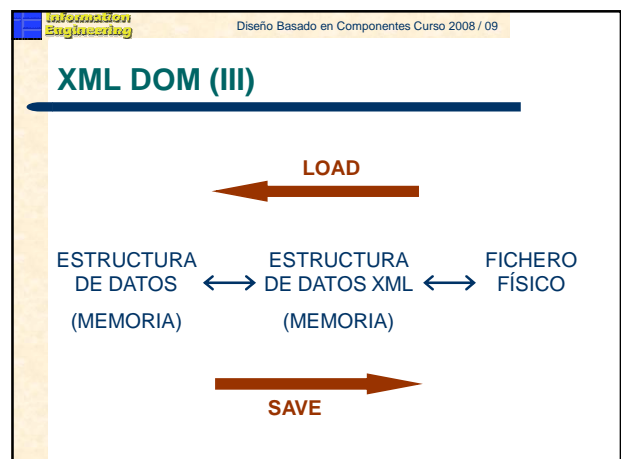 Information
Engineering
Diseño Basado en Componentes Curso 2008 / 09
XML DOM (III)
LOAD
ESTRUCTURA DE DATOS
(MEMORIA)
ESTRUCTURA DE DATOS XML
(MEMORIA)
FICHERO FÍSICO
SAVE